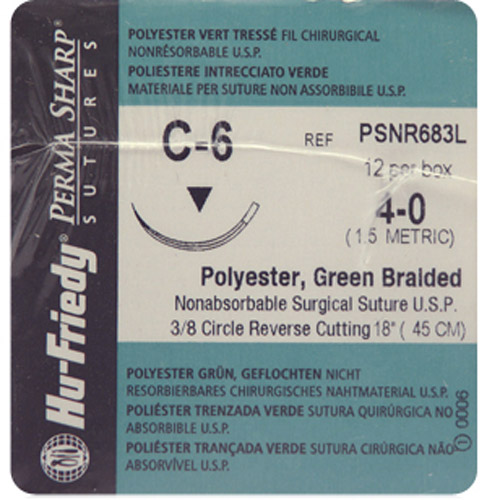 Hu-Friedy® PERMA SHARP®
SUTURES
POLYESTER VERT TRESSÉ FIL CHIRURGICAL
NONRÉSORBABLE U.S.P.
POLIESTERE INTRECCIATO VERDE
MATERIALE PER SUTURE NON ASSORBIBILE U.S.P.
C-6
REF PSNR683L
12 per box
4-0
(1.5 METRIC)
Polyester, Green Braided
Nonabsorbable Surgical Suture U.S.P.
3/8 Circle Reverse Cutting 18" ( 45 CM)
POLYESTER GRÜN, GEFLOCHTEN NICHT
RESORBIERBARES CHIRURGISCHES NAHTMATERIAL U.S.P.
POLIÉSTER TRENZADA VERDE SUTURA QUIRÚRGICA NO
ABSORBIBLE U.S.P.
POLIÉSTER TRANÇADA VERDE SUTURA CIRÚRGICA NÃO
ABSORVÍVEL U.S.P.
0006